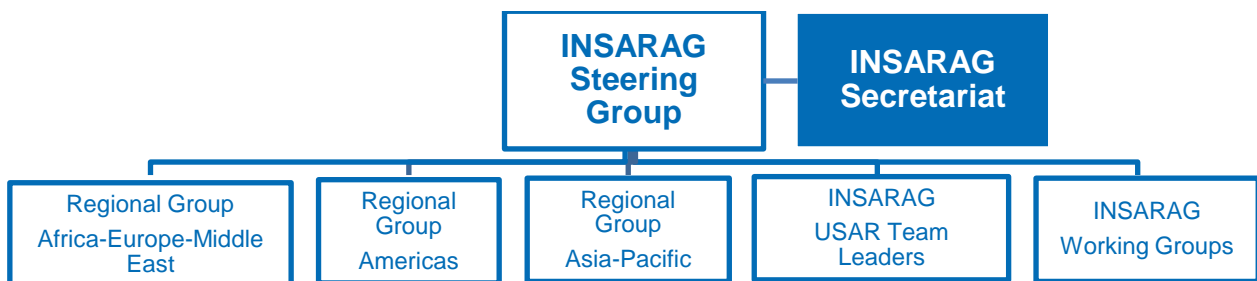 INSARAG
Steering
Group
INSARAG
Secretariat
Regional Group
Africa-Europe-Middle
East
Regional
Group
Americas
Regional
Group
Asia-Pacific
INSARAG
USAR Team
Leaders
INSARAG
Working Groups